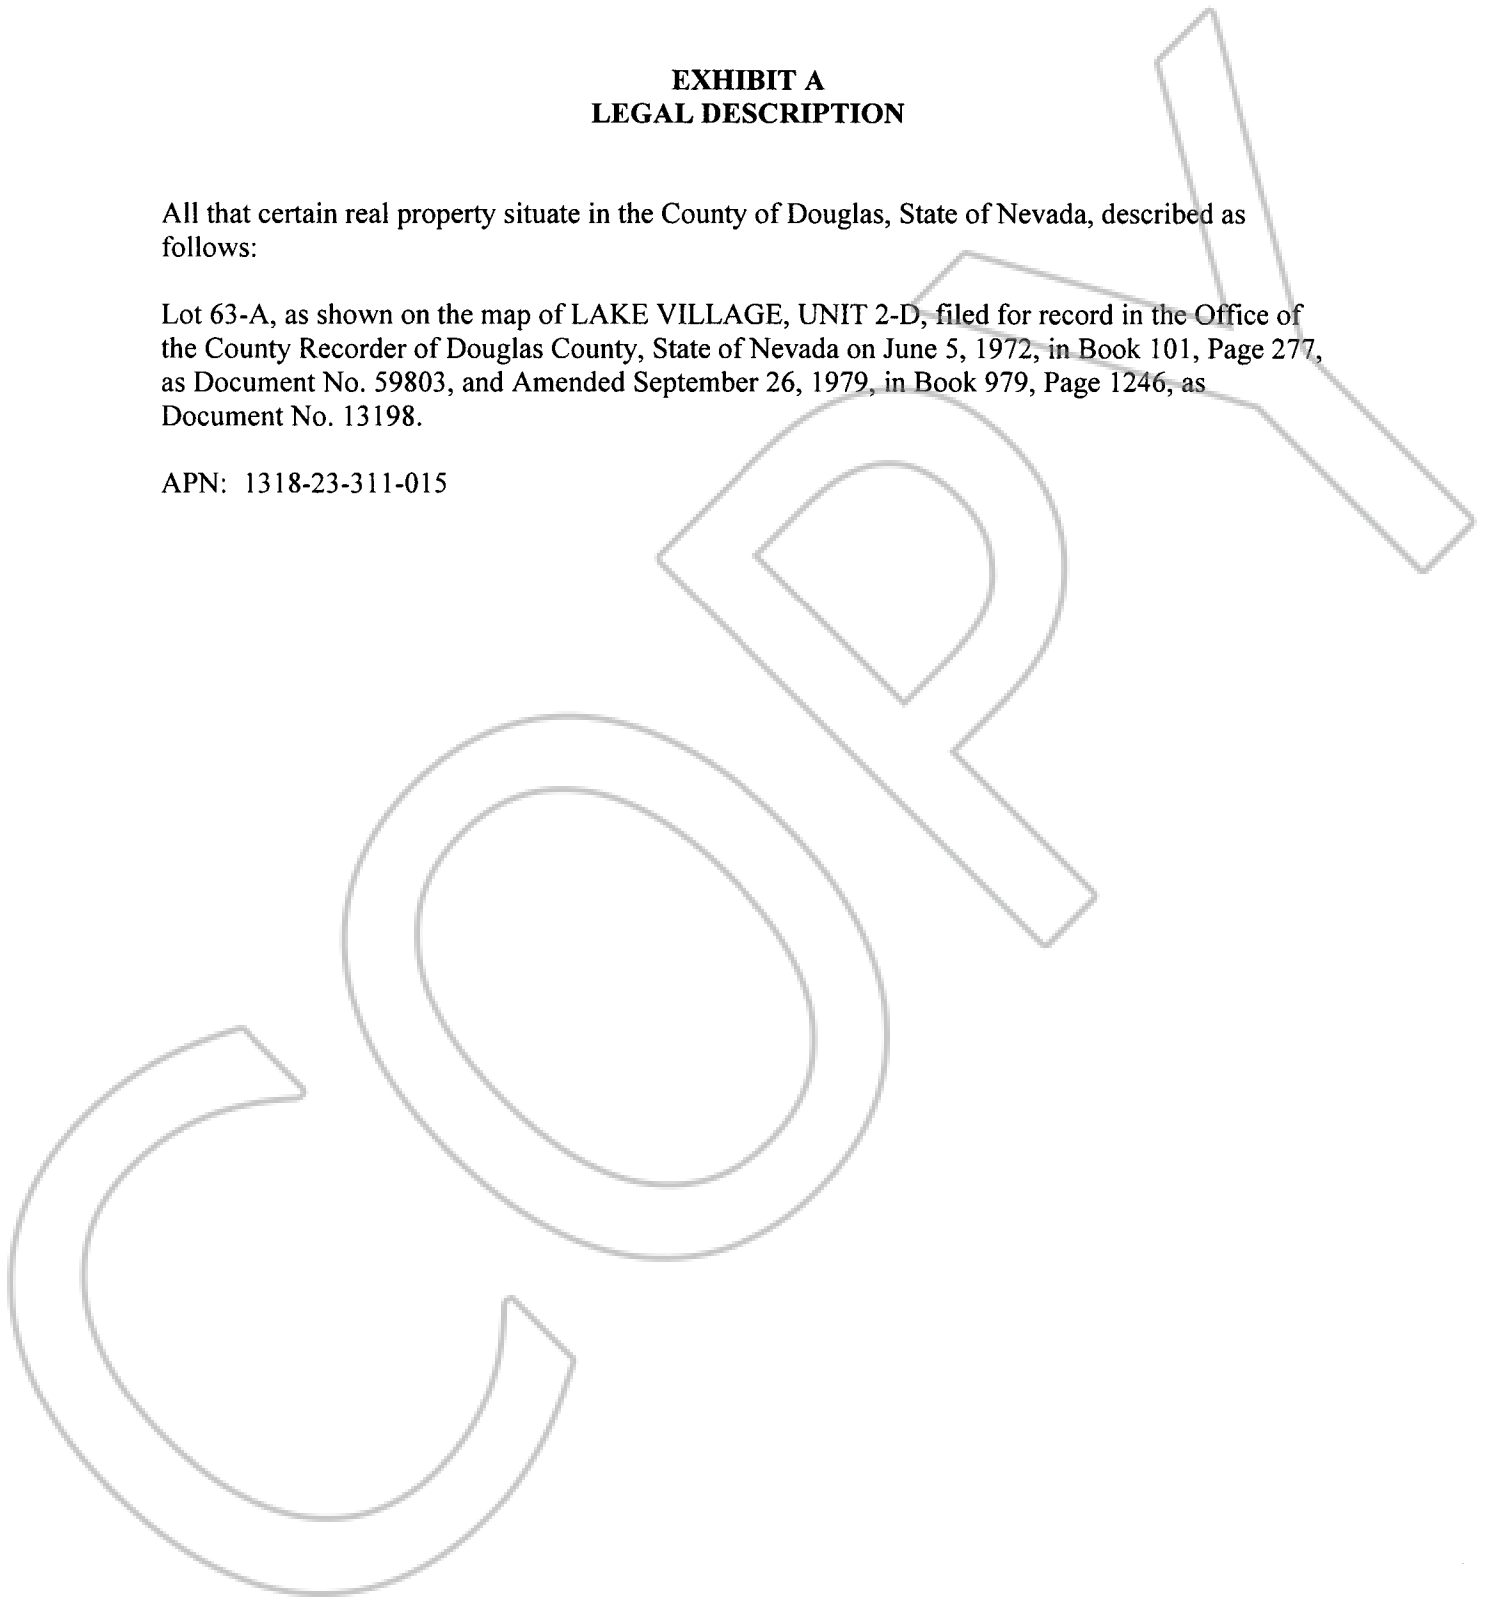 EXHIBIT A
LEGAL DESCRIPTION
All that certain real property situate in the County of Douglas, State of Nevada, described as
follows:
Lot 63-A, as shown on the map of LAKE VILLAGE, UNIT 2-D, filed for record in the Office of
the County Recorder of Douglas County, State of Nevada on June 5, 1972, in Book 101, Page 277,
as Document No. 59803, and Amended September 26, 1979, in Book 979, Page 1246, as
Document No. 13198.
APN: 1318-23-311-015
COPY